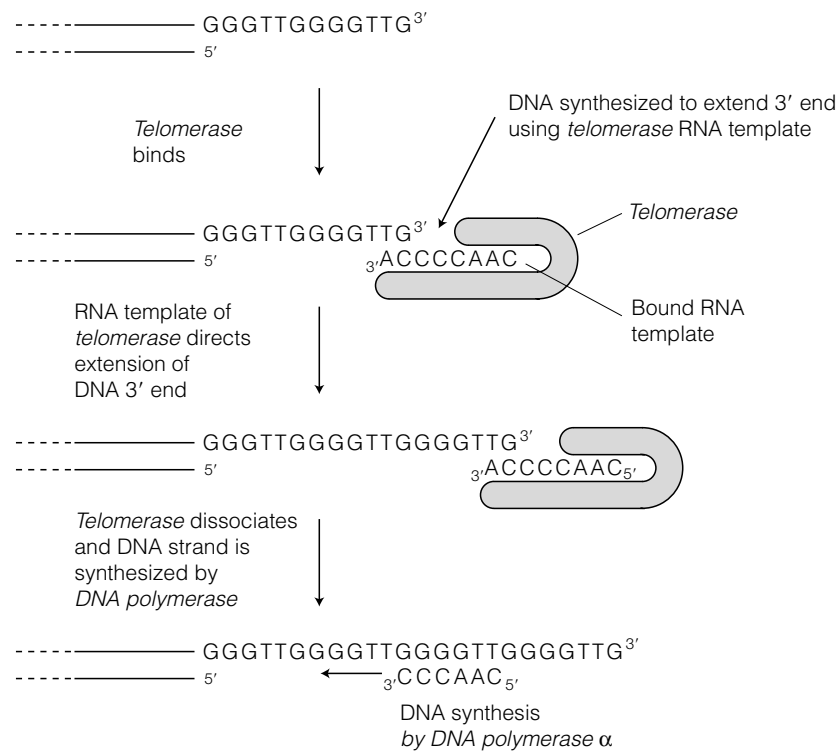 GGGTTGGGGTTG3′
5′
Telomerase
binds
DNA synthesized to extend 3′ end
using telomerase RNA template
GGGTTGGGGTTG3′
Telomerase
5′
3′ACCCCAAC
RNA template of
telomerase directs
extension of
DNA 3′ end
Bound RNA
template
GGGTTGGGGTTGGGGTTG3′
5′
3′ACCCCAAC5′
Telomerase dissociates
and DNA strand is
synthesized by
DNA polymerase
GGGTTGGGGTTGGGGTTGGGGTTG3′
5′
3′CCCAAC5′
DNA synthesis
by DNA polymerase α